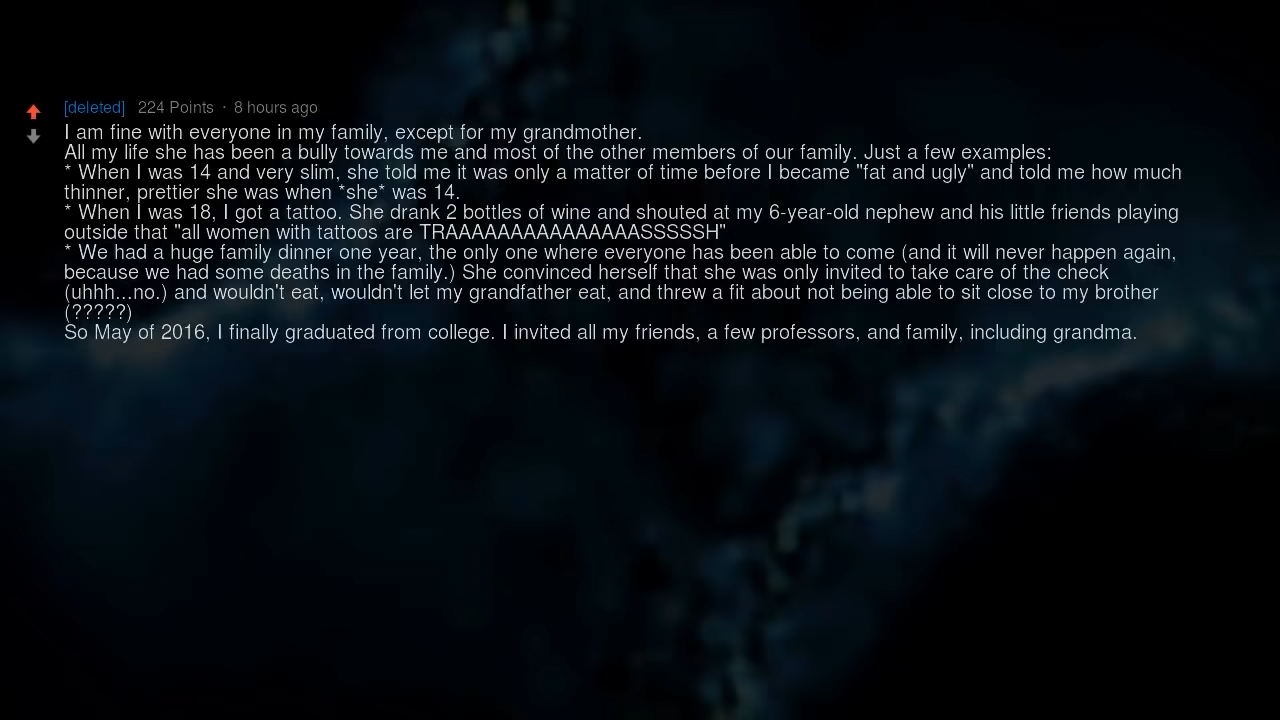 [deleted] 224 Points · 8 hours ago
I am fine with everyone in my family, except for my grandmother.
All my life she has been a bully towards me and most of the other members of our family. Just a few examples:
* When I was 14 and very slim, she told me it was only a matter of time before I became "fat and ugly" and told me how much
thinner, prettier she was when *she* was 14.
* When I was 18, I got a tattoo. She drank 2 bottles of wine and shouted at my 6-year-old nephew and his little friends playing
outside that "all women with tattoos are TRAAAAAAAAAAAAAAASSSSSH"
* We had a huge family dinner one year, the only one where everyone has been able to come (and it will never happen again,
because we had some deaths in the family.) She convinced herself that she was only invited to take care of the check
(uhhh...no.) and wouldn't eat, wouldn't let my grandfather eat, and threw a fit about not being able to sit close to my brother
(?????)
So May of 2016, I finally graduated from college. I invited all my friends, a few professors, and family, including grandma.